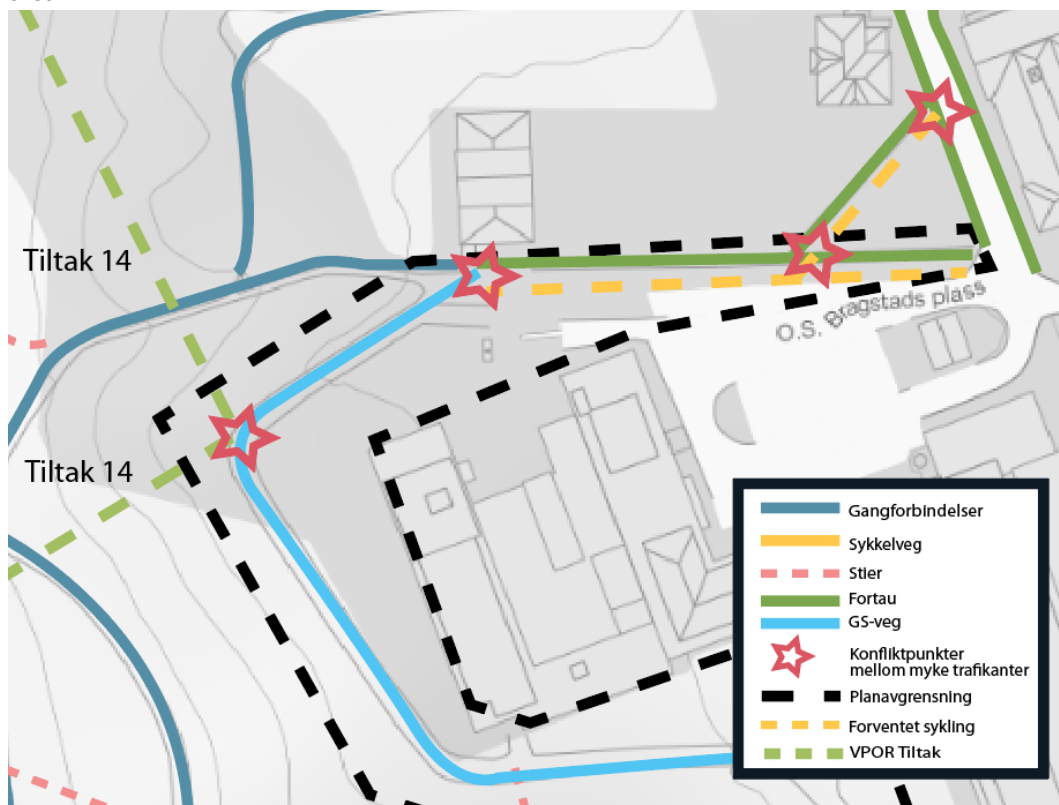 Tiltak 14
O.S. Bragstads plass
Tiltak 14
Gangforbindelser
Sykkelveg
Stier
Fortau
GS-veg
Konfliktpunkter
mellom myke trafikanter
Planavgrensning
Forventet sykling
VPOR Tiltak